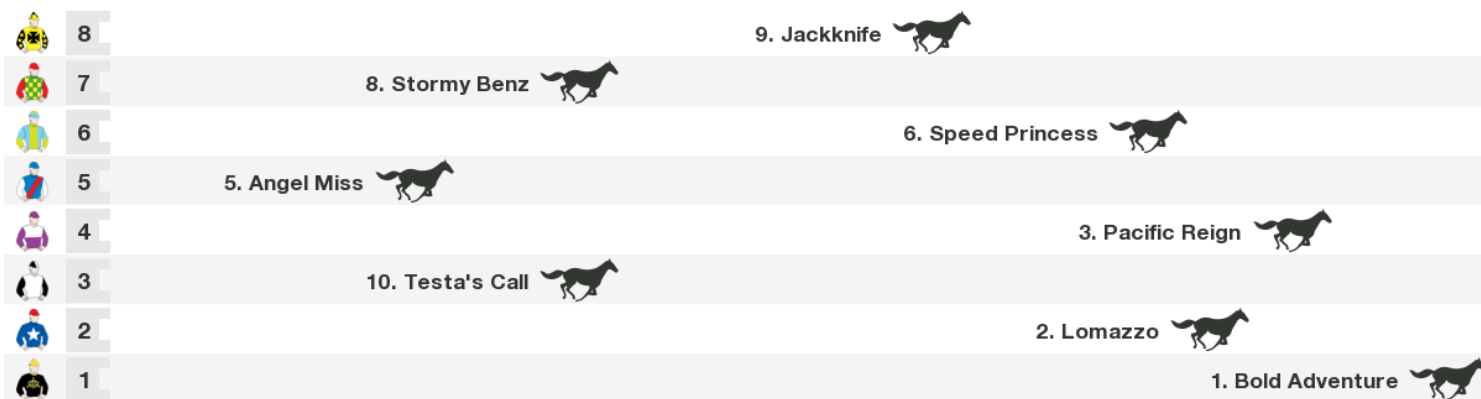 8 9. Jackknife
7 8. Stormy Benz
6 6. Speed Princess
5 5. Angel Miss
4 3. Pacific Reign
3 10. Testa's Call
2 2. Lomazzo
1 1. Bold Adventure